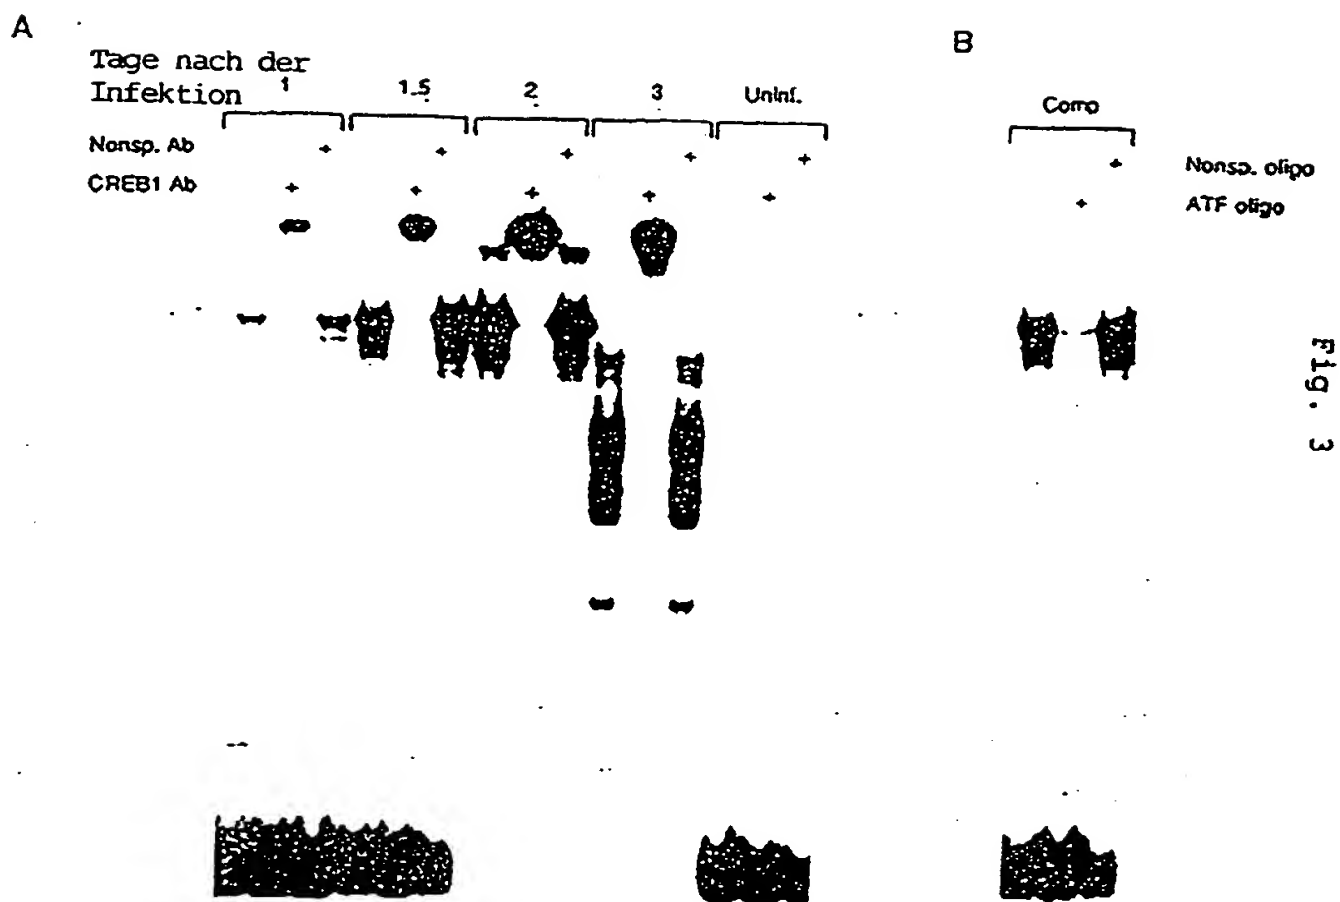 A
Tage nach der
Infektion 1 1.5 2 3 Uninf.
Nonsp. Ab + + + + +
CREB1 Ab + + + + +
B
Comp
+ Nonsp. oligo
+ ATF oligo
Fig. 3